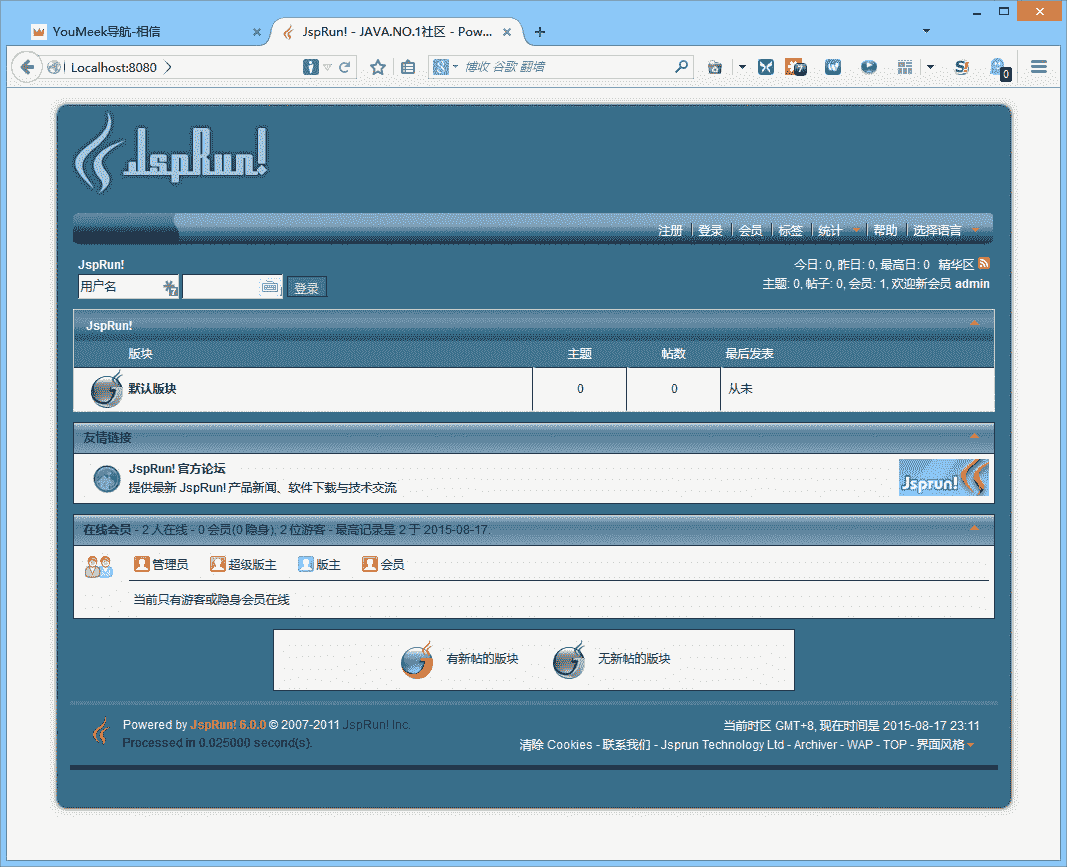 YouMeek导航-相信
JspRun! - JAVA.NO.1社区 - Pow...
Localhost:8080
博收 谷歌 翻墙
7
W
S
0
JspRun!
注册 登录 会员 标签 统计 帮助 选择语言
JspRun!
今日: 0, 昨日: 0, 最高日: 0 精华区
用户名
7
登录
主题: 0, 帖子: 0, 会员: 1, 欢迎新会员 admin
JspRun!
版块 主题 帖数 最后发表
默认版块 0 0 从未
友情链接
JspRun! 官方论坛
提供最新 JspRun! 产品新闻、软件下载与技术交流
Jsprun!
在线会员 - 2 人在线 - 0 会员(0 隐身), 2 位游客 - 最高记录是 2 于 2015-08-17.
管理员 超级版主 版主 会员
当前只有游客或隐身会员在线
有新帖的版块 无新帖的版块
Powered by JspRun! 6.0.0 © 2007-2011 JspRun! Inc.
Processed in 0.025000 second(s).
当前时区 GMT+8, 现在时间是 2015-08-17 23:11
清除 Cookies - 联系我们 - Jsprun Technology Ltd - Archiver - WAP - TOP - 界面风格